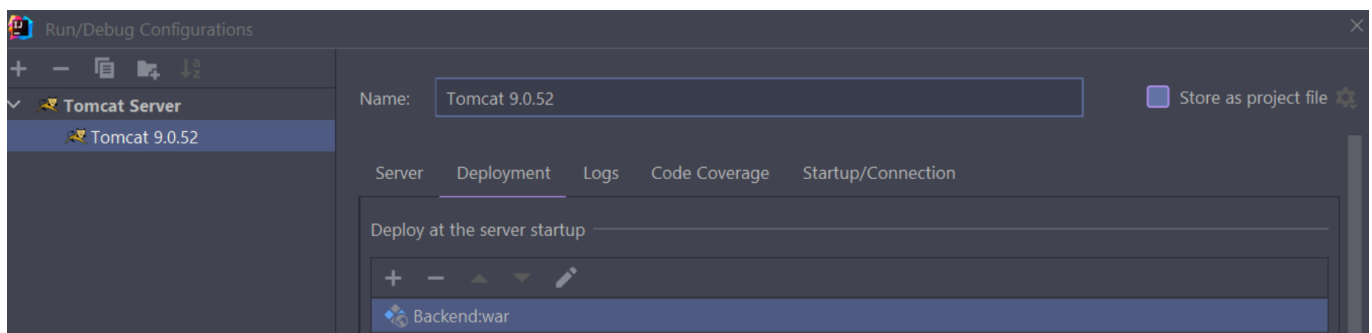 Run/Debug Configurations
Tomcat Server
Tomcat 9.0.52
Name: Tomcat 9.0.52 Store as project file
Server Deployment Logs Code Coverage Startup/Connection
Deploy at the server startup
Backend:war